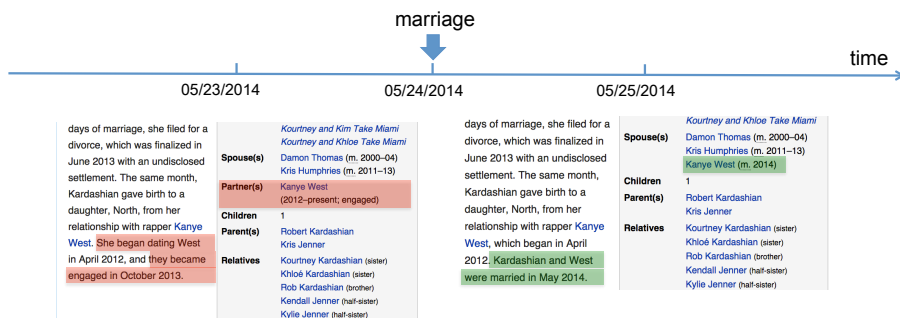 marriage
time
05/23/2014
05/24/2014
05/25/2014
days of marriage, she filed for a
divorce, which was finalized in
June 2013 with an undisclosed
settlement. The same month,
Kardashian gave birth to a
daughter, North, from her
relationship with rapper Kanye
West. She began dating West
in April 2012, and they became
engaged in October 2013.
Kourtney and Kim Take Miami
Kourtney and Khloe Take Miami
Spouse(s) Damon Thomas (m. 2000–04)
Kris Humphries (m. 2011–13)
Partner(s) Kanye West
(2012–present; engaged)
Children 1
Parent(s) Robert Kardashian
Kris Jenner
Relatives Kourtney Kardashian (sister)
Khloé Kardashian (sister)
Rob Kardashian (brother)
Kendall Jenner (half-sister)
Kylie Jenner (half-sister)
days of marriage, she filed for a
divorce, which was finalized in
June 2013 with an undisclosed
settlement. The same month,
Kardashian gave birth to a
daughter, North, from her
relationship with rapper Kanye
West, which began in April
2012. Kardashian and West
were married in May 2014.
Kourtney and Khloe Take Miami
Spouse(s) Damon Thomas (m. 2000–04)
Kris Humphries (m. 2011–13)
Kanye West (m. 2014)
Children 1
Parent(s) Robert Kardashian
Kris Jenner
Relatives Kourtney Kardashian (sister)
Khloé Kardashian (sister)
Rob Kardashian (brother)
Kendall Jenner (half-sister)
Kylie Jenner (half-sister)